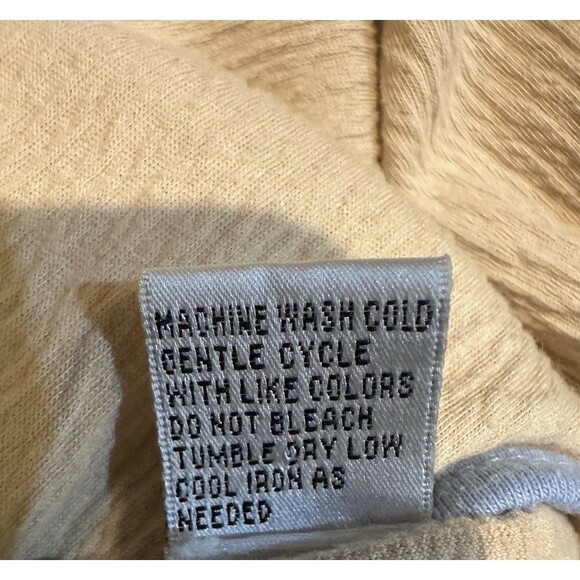 MACHINE WASH COLD
GENTLE CYCLE
WITH LIKE COLORS
DO NOT BLEACH
TUMBLE DRY LOW
COOL IRON AS
NEEDED